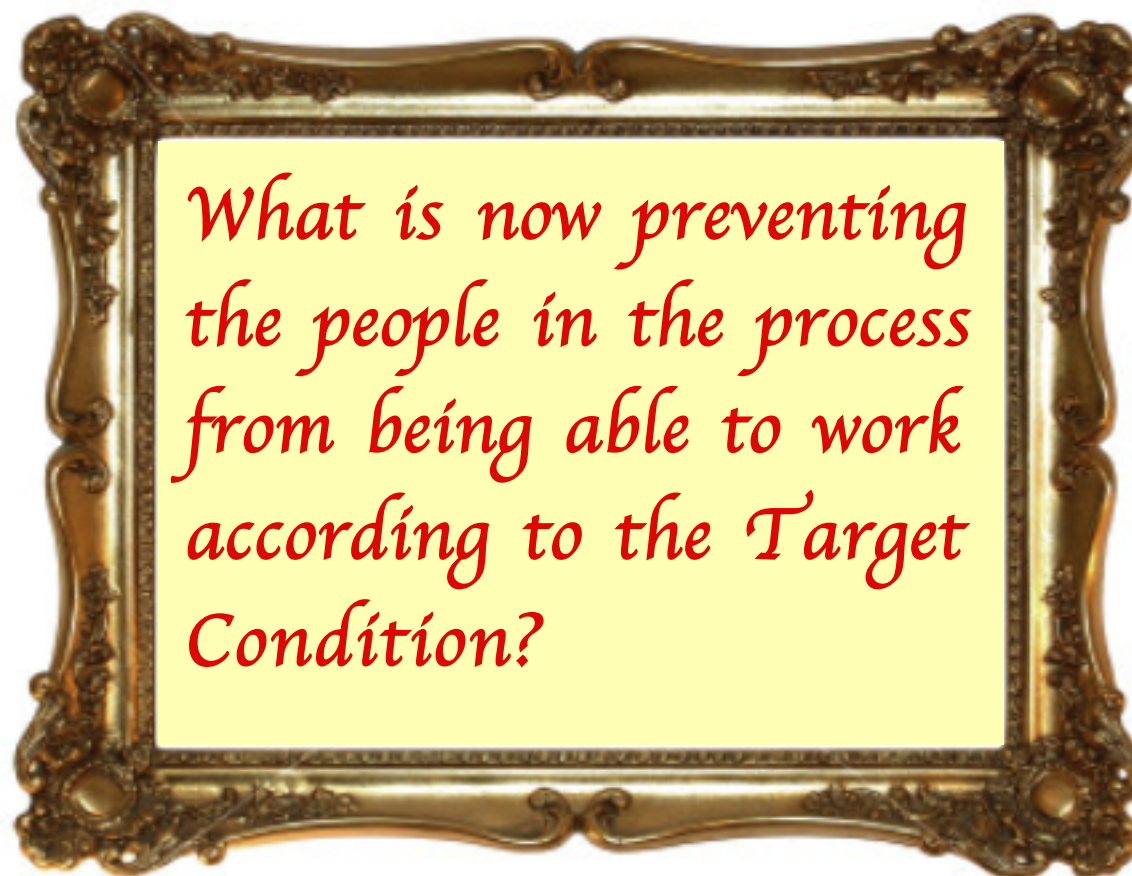 What is now preventing
the people in the process
from being able to work
according to the Target
Condition?